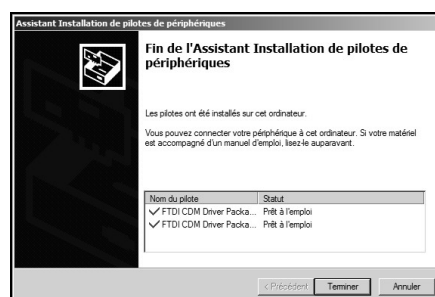 Assistant Installation de pilotes de périphériques
Fin de l'Assistant Installation de pilotes de
périphériques
Les pilotes ont été installés sur cet ordinateur.
Vous pouvez connecter votre périphérique à cet ordinateur. Si votre matériel
est accompagné d'un manuel d'emploi, lisez-le auparavant.
Nom du pilote Statut
FTDI CDM Driver Packa... Prêt à l'emploi
FTDI CDM Driver Packa... Prêt à l'emploi
< Précédent Terminer Annuler